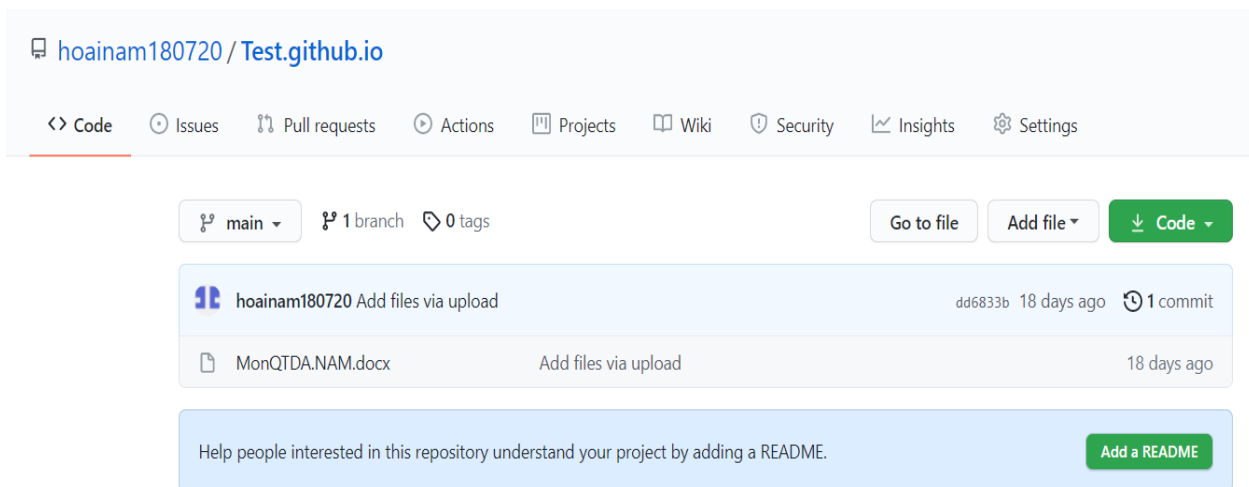 hoainam180720 / Test.github.io
<> Code Issues Pull requests Actions Projects Wiki Security Insights Settings
main 1 branch 0 tags Go to file Add file Code
hoainam180720 Add files via upload dd6833b 18 days ago 1 commit
MonQTDA.NAM.docx Add files via upload 18 days ago
Help people interested in this repository understand your project by adding a README. Add a README